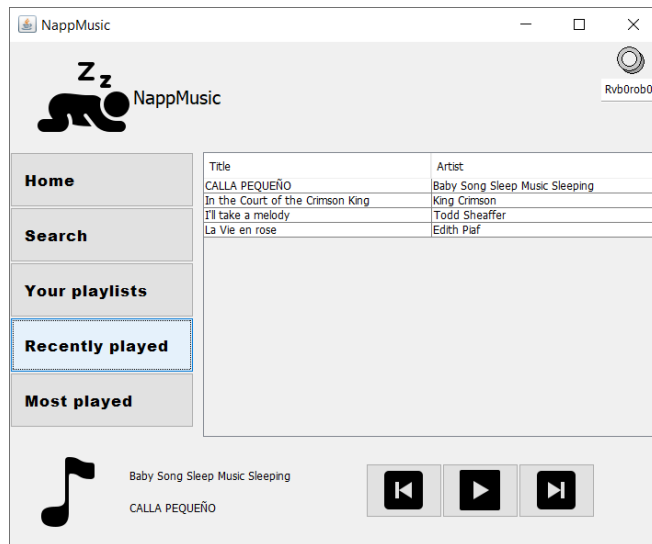 NappMusic
Zz
NappMusic
Rvb0rob0
Home
Search
Your playlists
Recently played
Most played
Title Artist
CALLA PEQUEÑO Baby Song Sleep Music Sleeping
In the Court of the Crimson King King Crimson
I'll take a melody Todd Sheaffer
La Vie en rose Edith Piaf
Baby Song Sleep Music Sleeping
CALLA PEQUEÑO